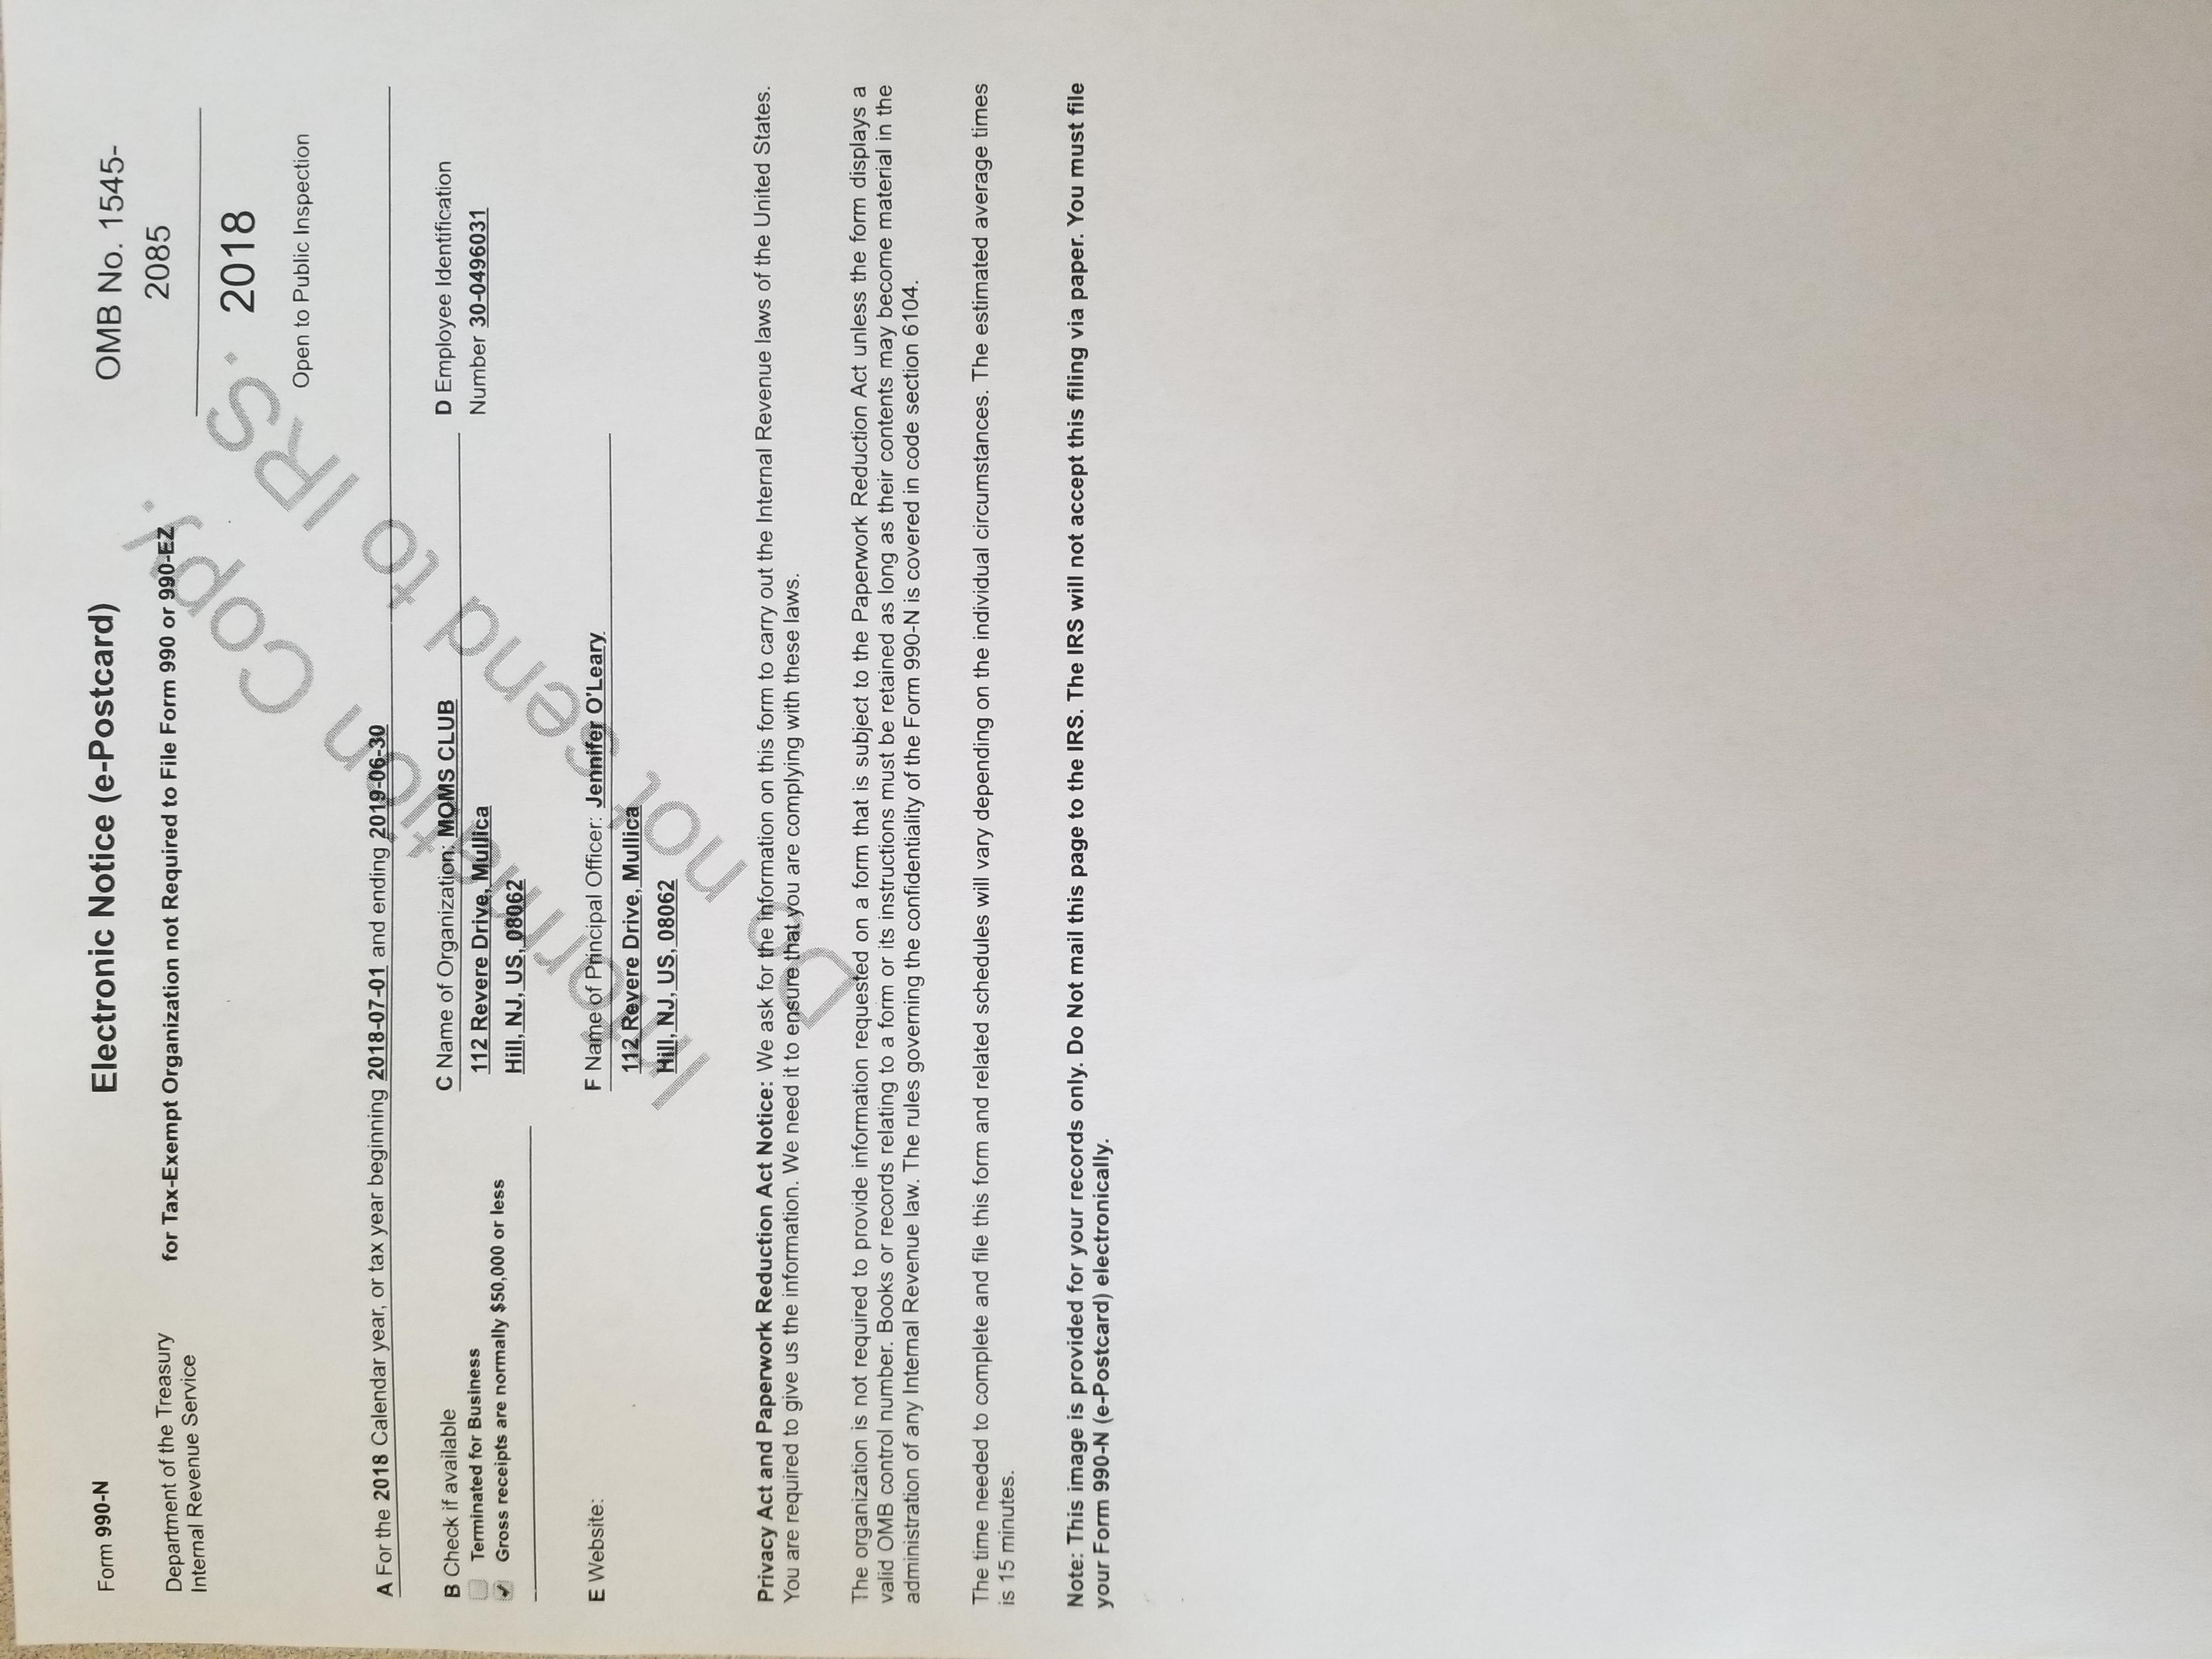 Form 990-N
Electronic Notice (e-Postcard)
OMB No. 1545-
2085
Department of the Treasury
Internal Revenue Service
for Tax-Exempt Organization not Required to File Form 990 or 990-EZ
2018
Open to Public Inspection
A For the 2018 Calendar year, or tax year beginning 2018-07-01 and ending 2019-06-30
B Check if available
Terminated for Business
Gross receipts are normally $50,000 or less
C Name of Organization: MOMS CLUB
112 Revere Drive, Mullica
Hill, NJ, US, 08062
D Employee Identification
Number 30-0496031
E Website:
F Name of Principal Officer: Jennifer O'Leary
112 Revere Drive, Mullica
Hill, NJ, US, 08062
Information Copy.
Do not send to IRS.
Privacy Act and Paperwork Reduction Act Notice: We ask for the information on this form to carry out the Internal Revenue laws of the United States.
You are required to give us the information. We need it to ensure that you are complying with these laws.
The organization is not required to provide information requested on a form that is subject to the Paperwork Reduction Act unless the form displays a
valid OMB control number. Books or records relating to a form or its instructions must be retained as long as their contents may become material in the
administration of any Internal Revenue law. The rules governing the confidentiality of the Form 990-N is covered in code section 6104.
The time needed to complete and file this form and related schedules will vary depending on the individual circumstances. The estimated average times
is 15 minutes.
Note: This image is provided for your records only. Do Not mail this page to the IRS. The IRS will not accept this filing via paper. You must file
your Form 990-N (e-Postcard) electronically.